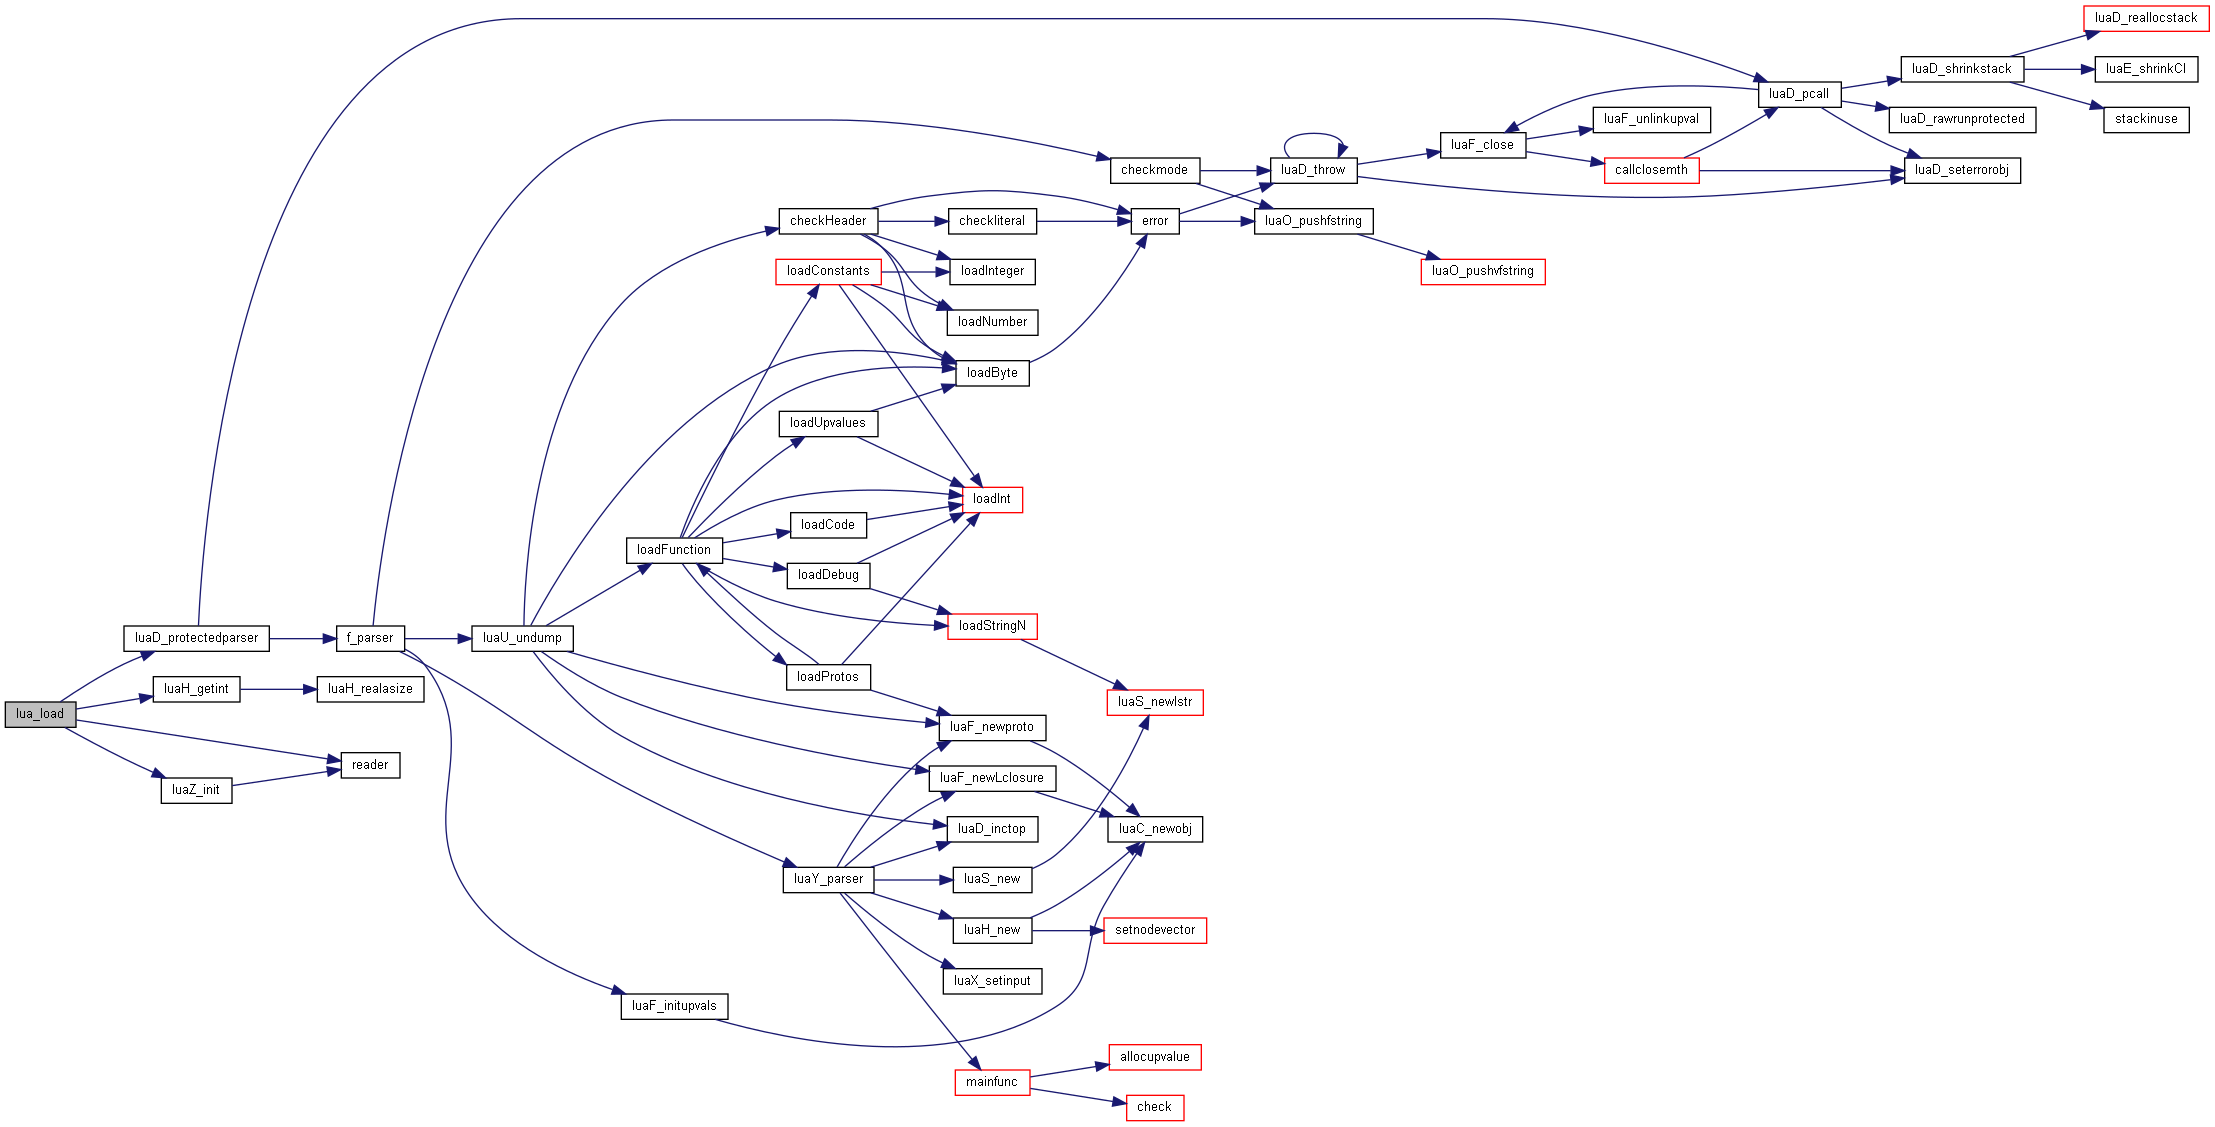 luaD_reallocstack
luaD_shrinkstack
luaE_shrinkCI
luaD_pcall
luaF_unlinkupval
luaD_rawrunprotected
stackinuse
luaF_close
checkmode
luaD_throw
callclosemth
luaD_seterrorobj
checkHeader
checkliteral
error
luaO_pushfstring
loadConstants
loadInteger
luaO_pushvfstring
loadNumber
loadByte
loadUpvalues
loadInt
loadCode
loadFunction
loadDebug
loadStringN
luaD_protectedparser
f_parser
luaU_undump
loadProtos
luaH_getint
luaH_realasize
luaS_newlstr
lua_load
luaF_newproto
reader
luaF_newLclosure
luaZ_init
luaD_inctop
luaC_newobj
luaY_parser
luaS_new
luaH_new
setnodevector
luaX_setinput
luaF_initupvals
allocupvalue
mainfunc
check